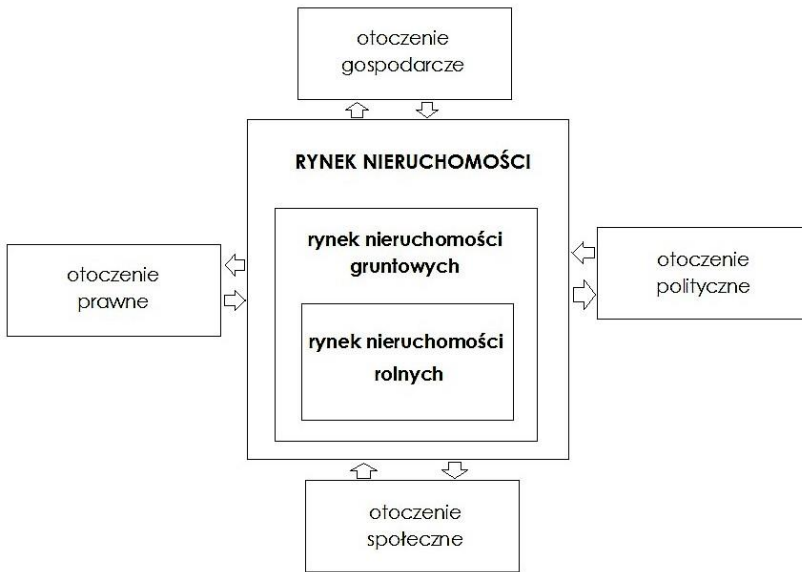 otoczenie
gospodarcze
RYNEK NIERUCHOMOŚCI
rynek nieruchomości
gruntowych
otoczenie
prawne
otoczenie
polityczne
rynek nieruchomości
rolnych
otoczenie
społeczne